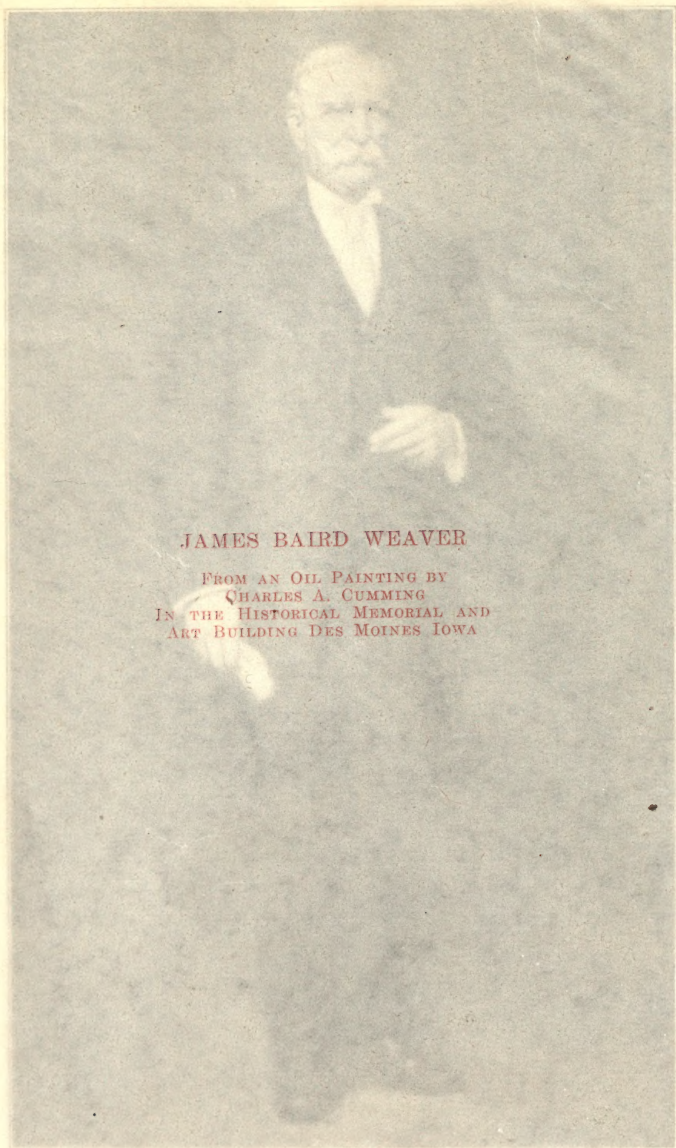 JAMES BAIRD WEAVER
FROM AN OIL PAINTING BY
CHARLES A. CUMMING
IN THE HISTORICAL MEMORIAL AND
ART BUILDING DES MOINES IOWA